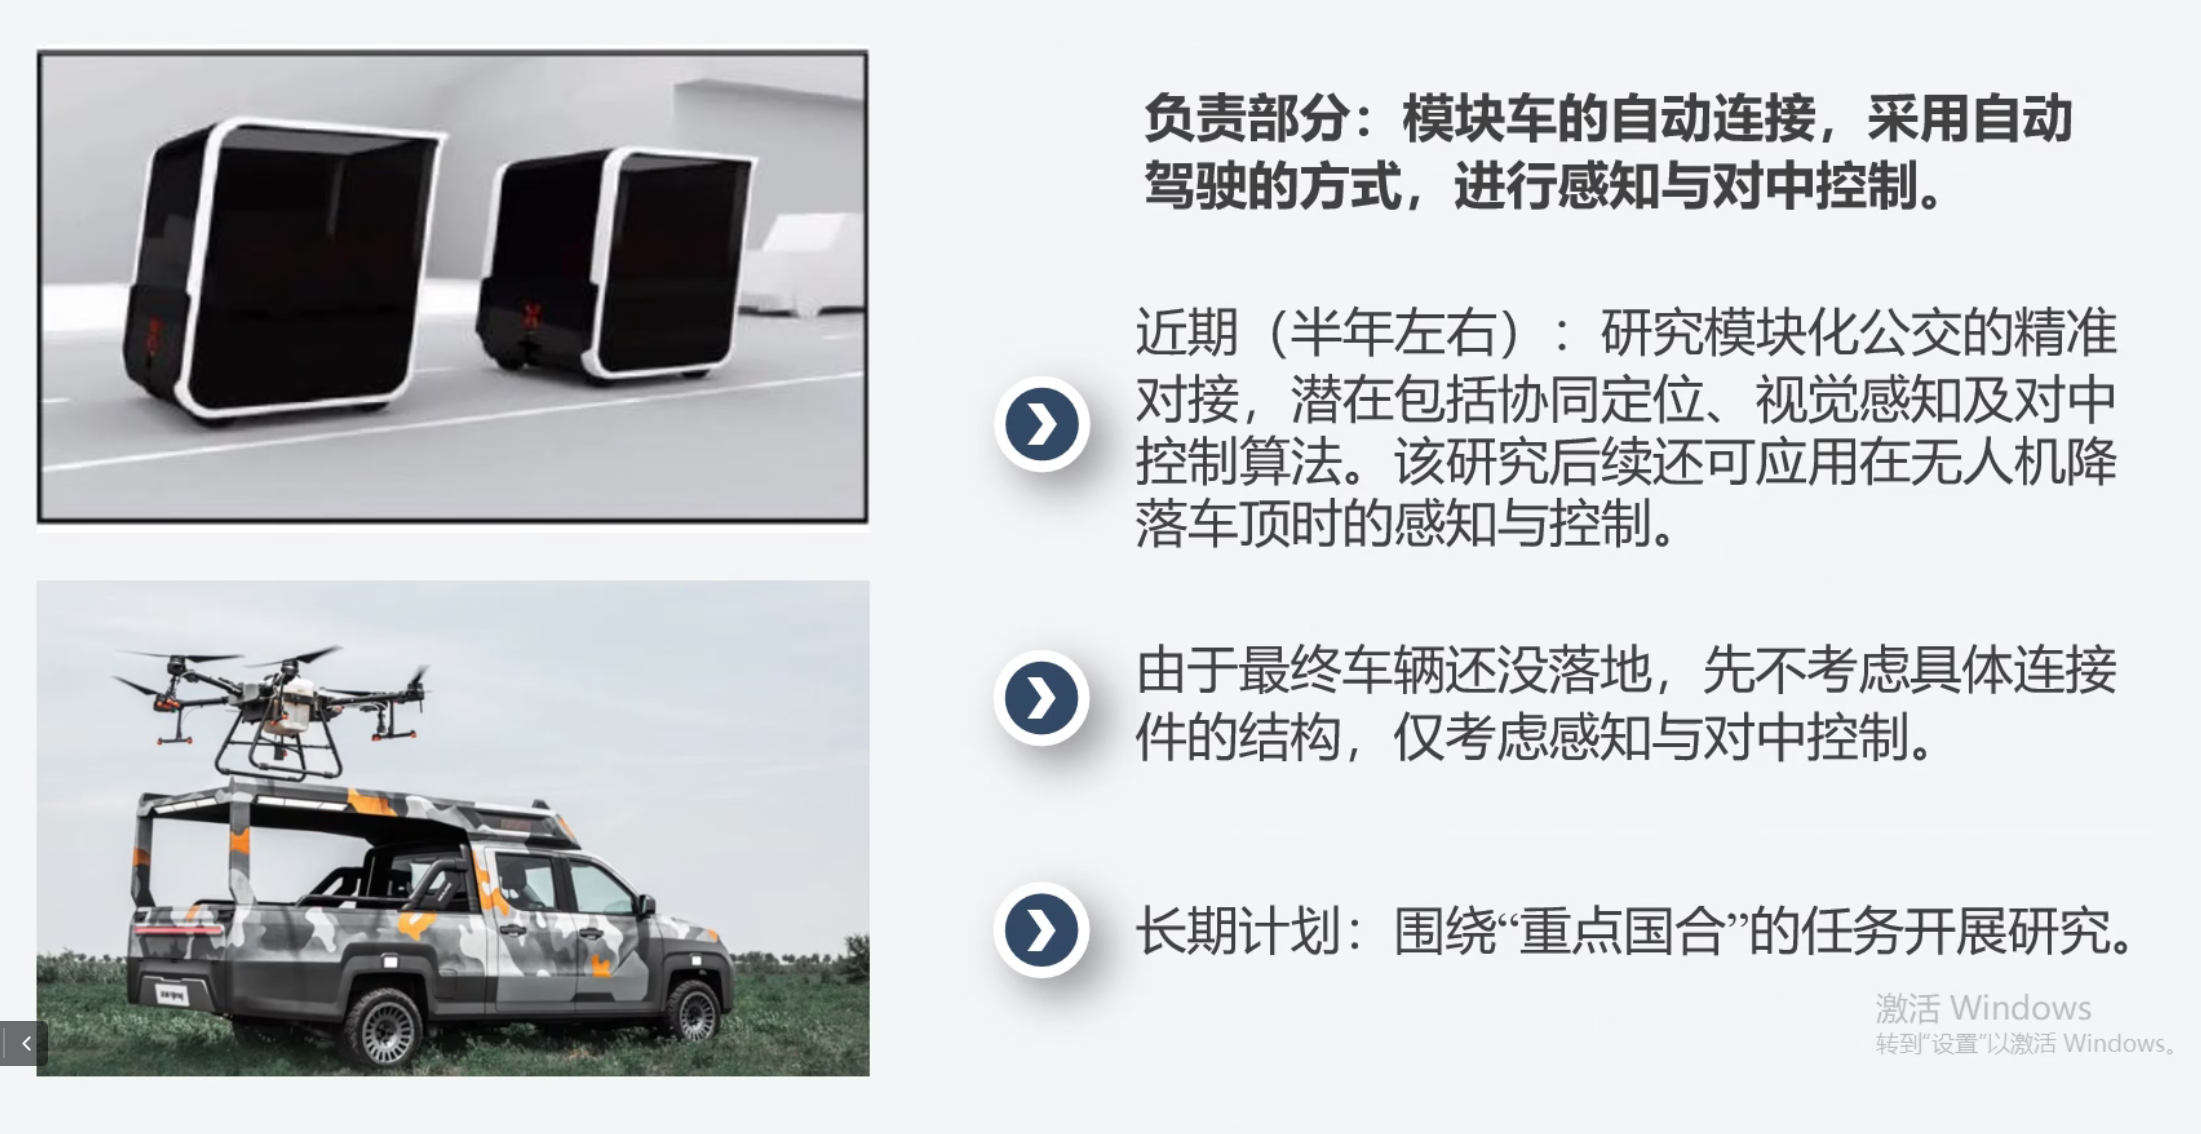 负责部分：模块车的自动连接，采用自动
驾驶的方式，进行感知与对中控制。
近期（半年左右）：研究模块化公交的精准
对接，潜在包括协同定位、视觉感知及对中
控制算法。该研究后续还可应用在无人机降
落车顶时的感知与控制。
由于最终车辆还没落地，先不考虑具体连接
件的结构，仅考虑感知与对中控制。
长期计划：围绕“重点国合”的任务开展研究。
激活 Windows
转到“设置”以激活 Windows。